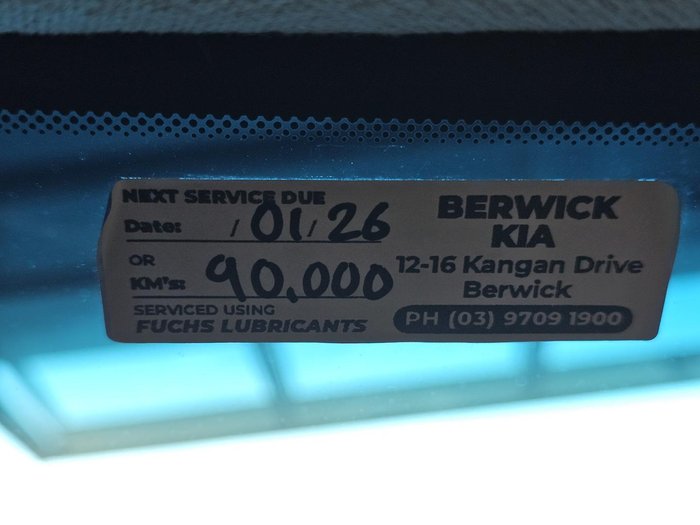 NEXT SERVICE DUE
Date: / 01 / 26
OR
KM's: 90,000
SERVICED USING
FUCHS LUBRICANTS
BERWICK
KIA
12-16 Kangan Drive
Berwick
PH (03) 9709 1900